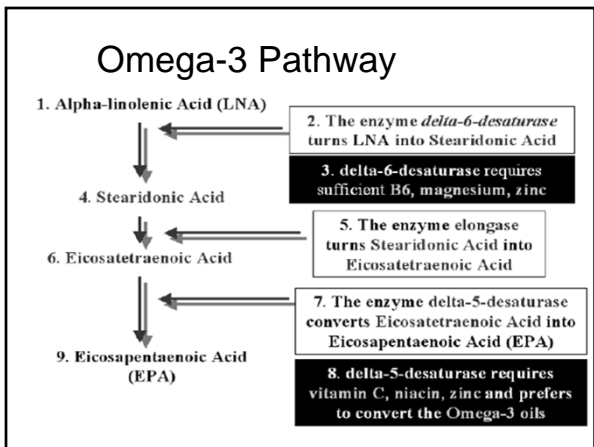 Omega-3 Pathway
1. Alpha-linolenic Acid (LNA)
2. The enzyme delta-6-desaturase
turns LNA into Stearidonic Acid
3. delta-6-desaturase requires
sufficient B6, magnesium, zinc
4. Stearidonic Acid
5. The enzyme elongase
turns Stearidonic Acid into
Eicosatetraenoic Acid
6. Eicosatetraenoic Acid
7. The enzyme delta-5-desaturase
converts Eicosatetraenoic Acid into
Eicosapentaenoic Acid (EPA)
8. delta-5-desaturase requires
vitamin C, niacin, zinc and prefers
to convert the Omega-3 oils
9. Eicosapentaenoic Acid
(EPA)